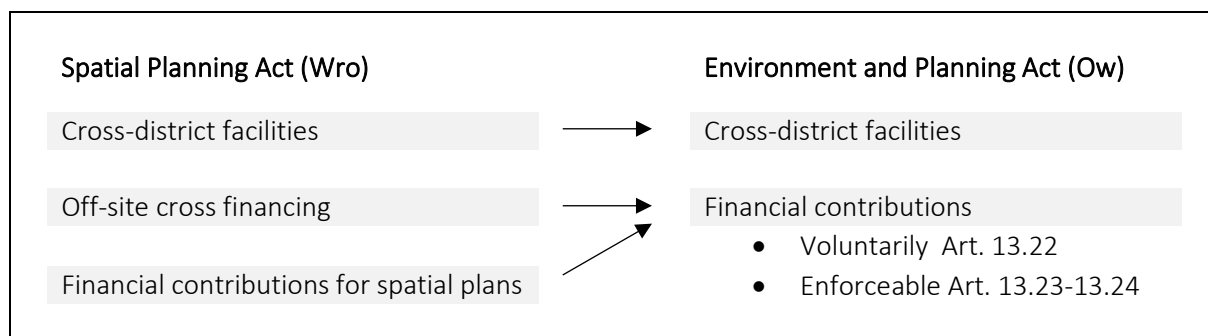 Spatial Planning Act (Wro)
Environment and Planning Act (Ow)
Cross-district facilities
Cross-district facilities
Off-site cross financing
Financial contributions
• Voluntarily Art. 13.22
Financial contributions for spatial plans
• Enforceable Art. 13.23-13.24